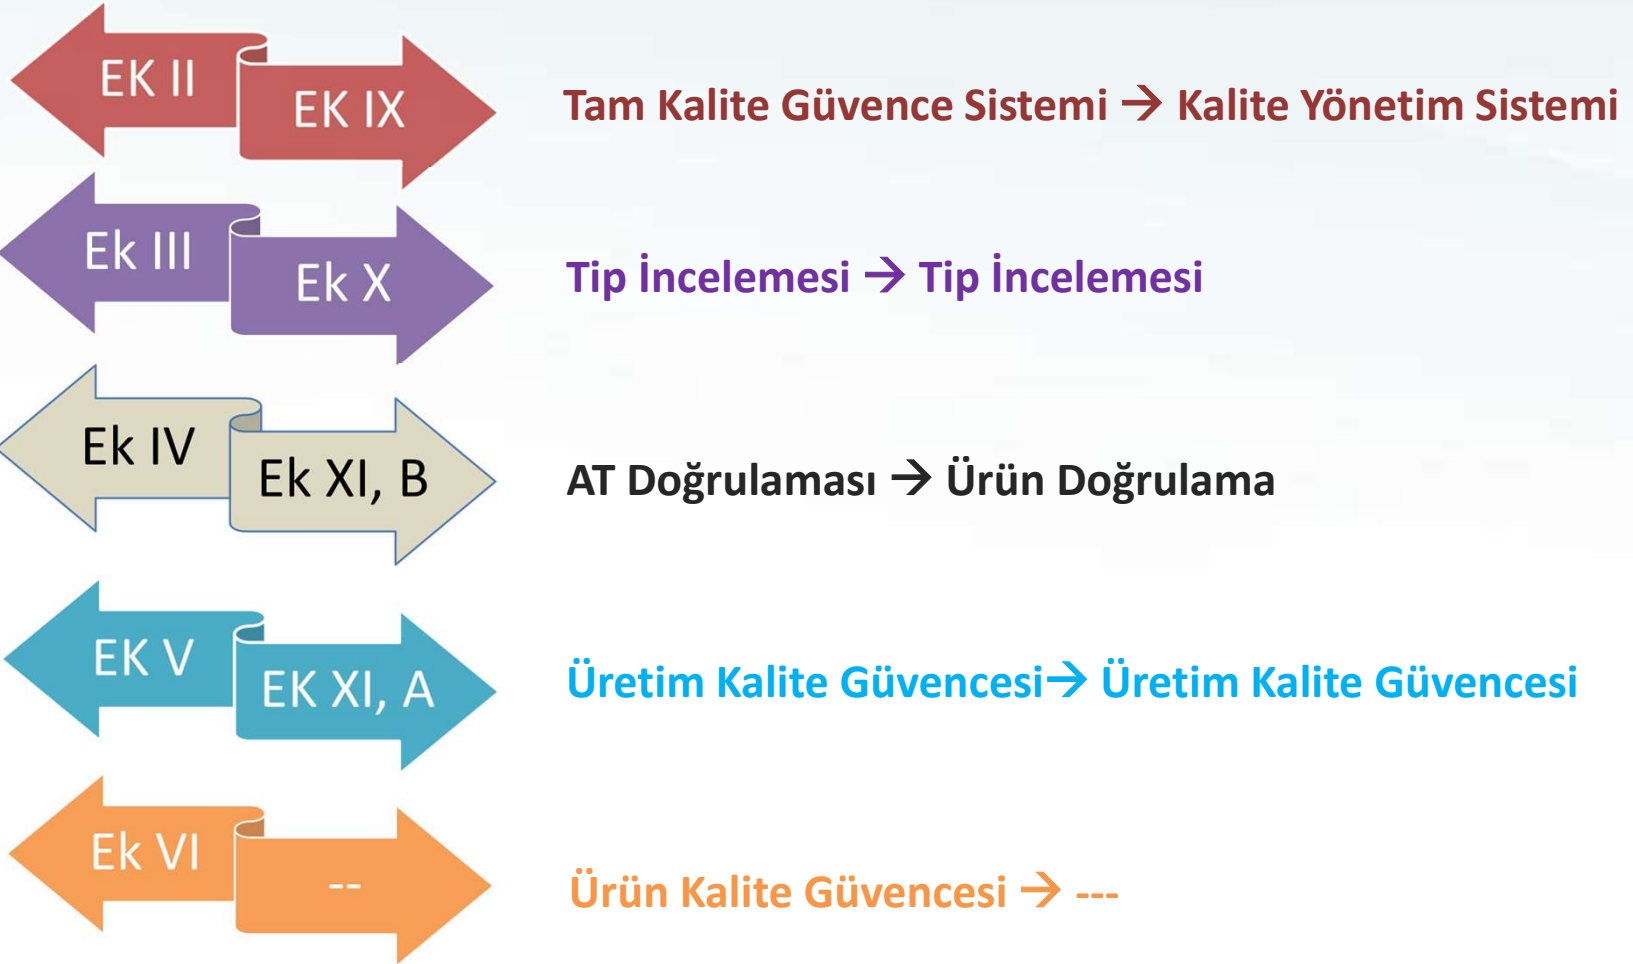 EK II
EK IX
Tam Kalite Güvence Sistemi → Kalite Yönetim Sistemi
Ek III
Ek X
Tip İncelemesi → Tip İncelemesi
Ek IV
Ek XI, B
AT Doğrulaması → Ürün Doğrulama
EK V
EK XI, A
Üretim Kalite Güvencesi→ Üretim Kalite Güvencesi
Ek VI
--
Ürün Kalite Güvencesi → ---